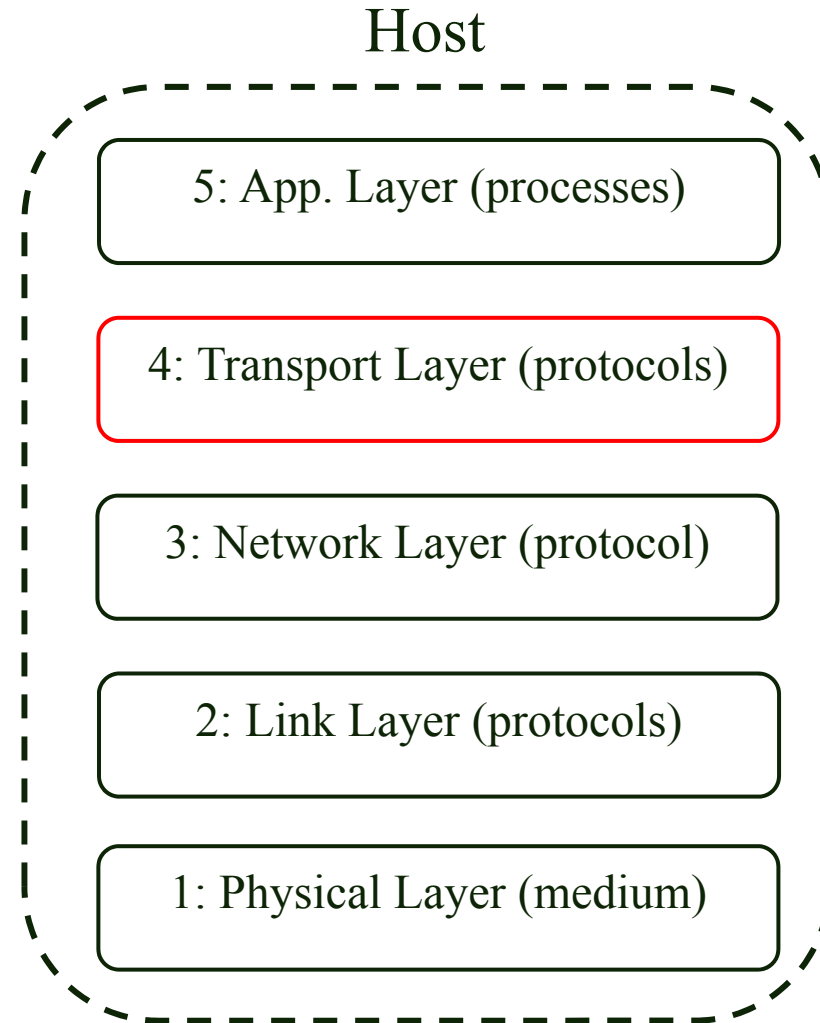 Host
5: App. Layer (processes)
4: Transport Layer (protocols)
3: Network Layer (protocol)
2: Link Layer (protocols)
1: Physical Layer (medium)